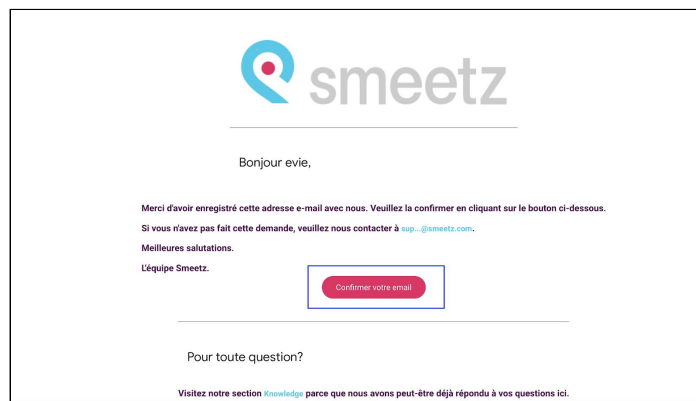 smeetz
Bonjour evie,
Merci d'avoir enregistré cette adresse e-mail avec nous. Veuillez la confirmer en cliquant sur le bouton ci-dessous.
Si vous n'avez pas fait cette demande, veuillez nous contacter à sup...@smeetz.com.
Meilleures salutations.
L'équipe Smeetz.
Confirmer votre email
Pour toute question?
Visitez notre section Knowledge parce que nous avons peut-être déjà répondu à vos questions ici.